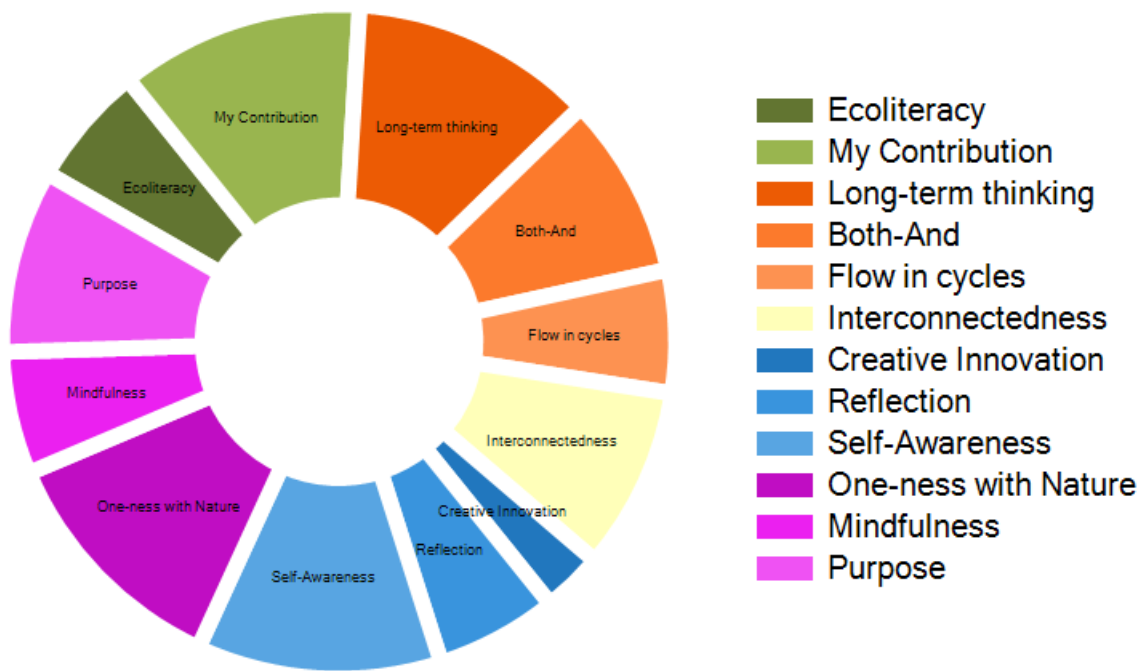 My Contribution
Long-term thinking
Ecoliteracy
Both-And
Purpose
Flow in cycles
Mindfulness
Interconnectedness
One-ness with Nature
Creative Innovation
Reflection
Self-Awareness
Ecoliteracy
My Contribution
Long-term thinking
Both-And
Flow in cycles
Interconnectedness
Creative Innovation
Reflection
Self-Awareness
One-ness with Nature
Mindfulness
Purpose